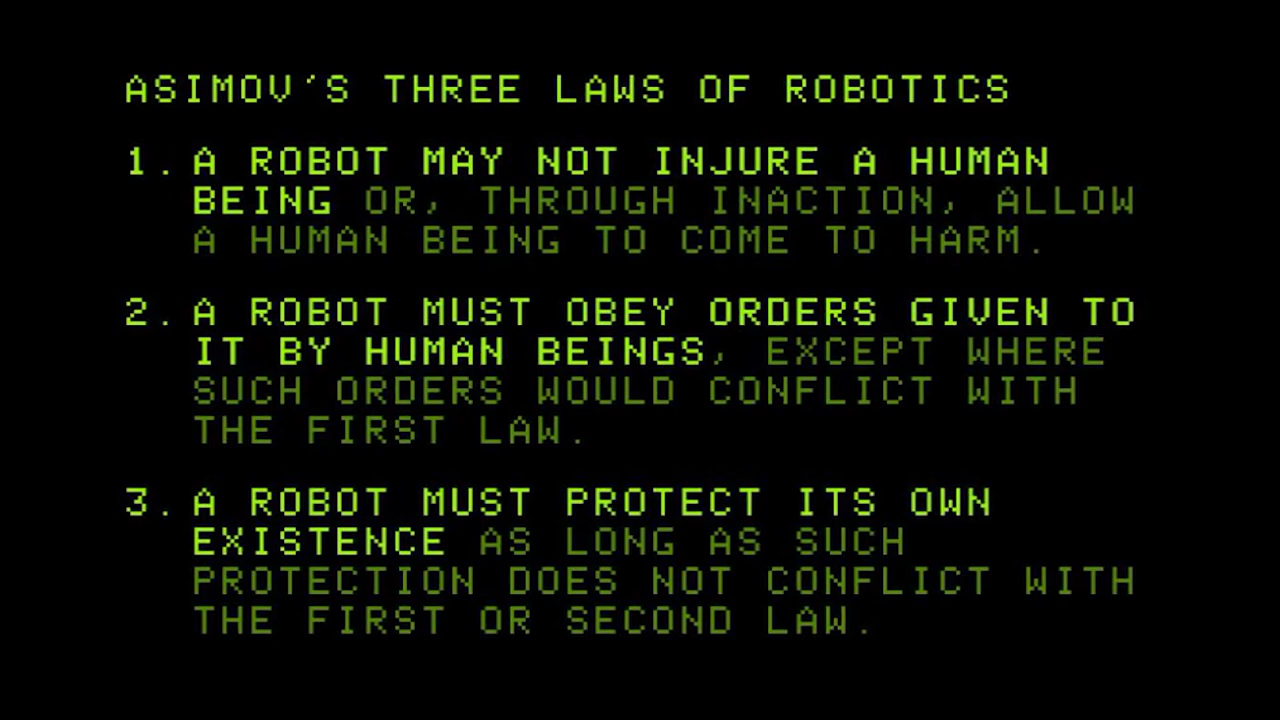 ASIMOV'S THREE LAWS OF ROBOTICS
1. A ROBOT MAY NOT INJURE A HUMAN
BEING OR, THROUGH INACTION, ALLOW
A HUMAN BEING TO COME TO HARM.
2. A ROBOT MUST OBEY ORDERS GIVEN TO
IT BY HUMAN BEINGS, EXCEPT WHERE
SUCH ORDERS WOULD CONFLICT WITH
THE FIRST LAW.
3. A ROBOT MUST PROTECT ITS OWN
EXISTENCE AS LONG AS SUCH
PROTECTION DOES NOT CONFLICT WITH
THE FIRST OR SECOND LAW.